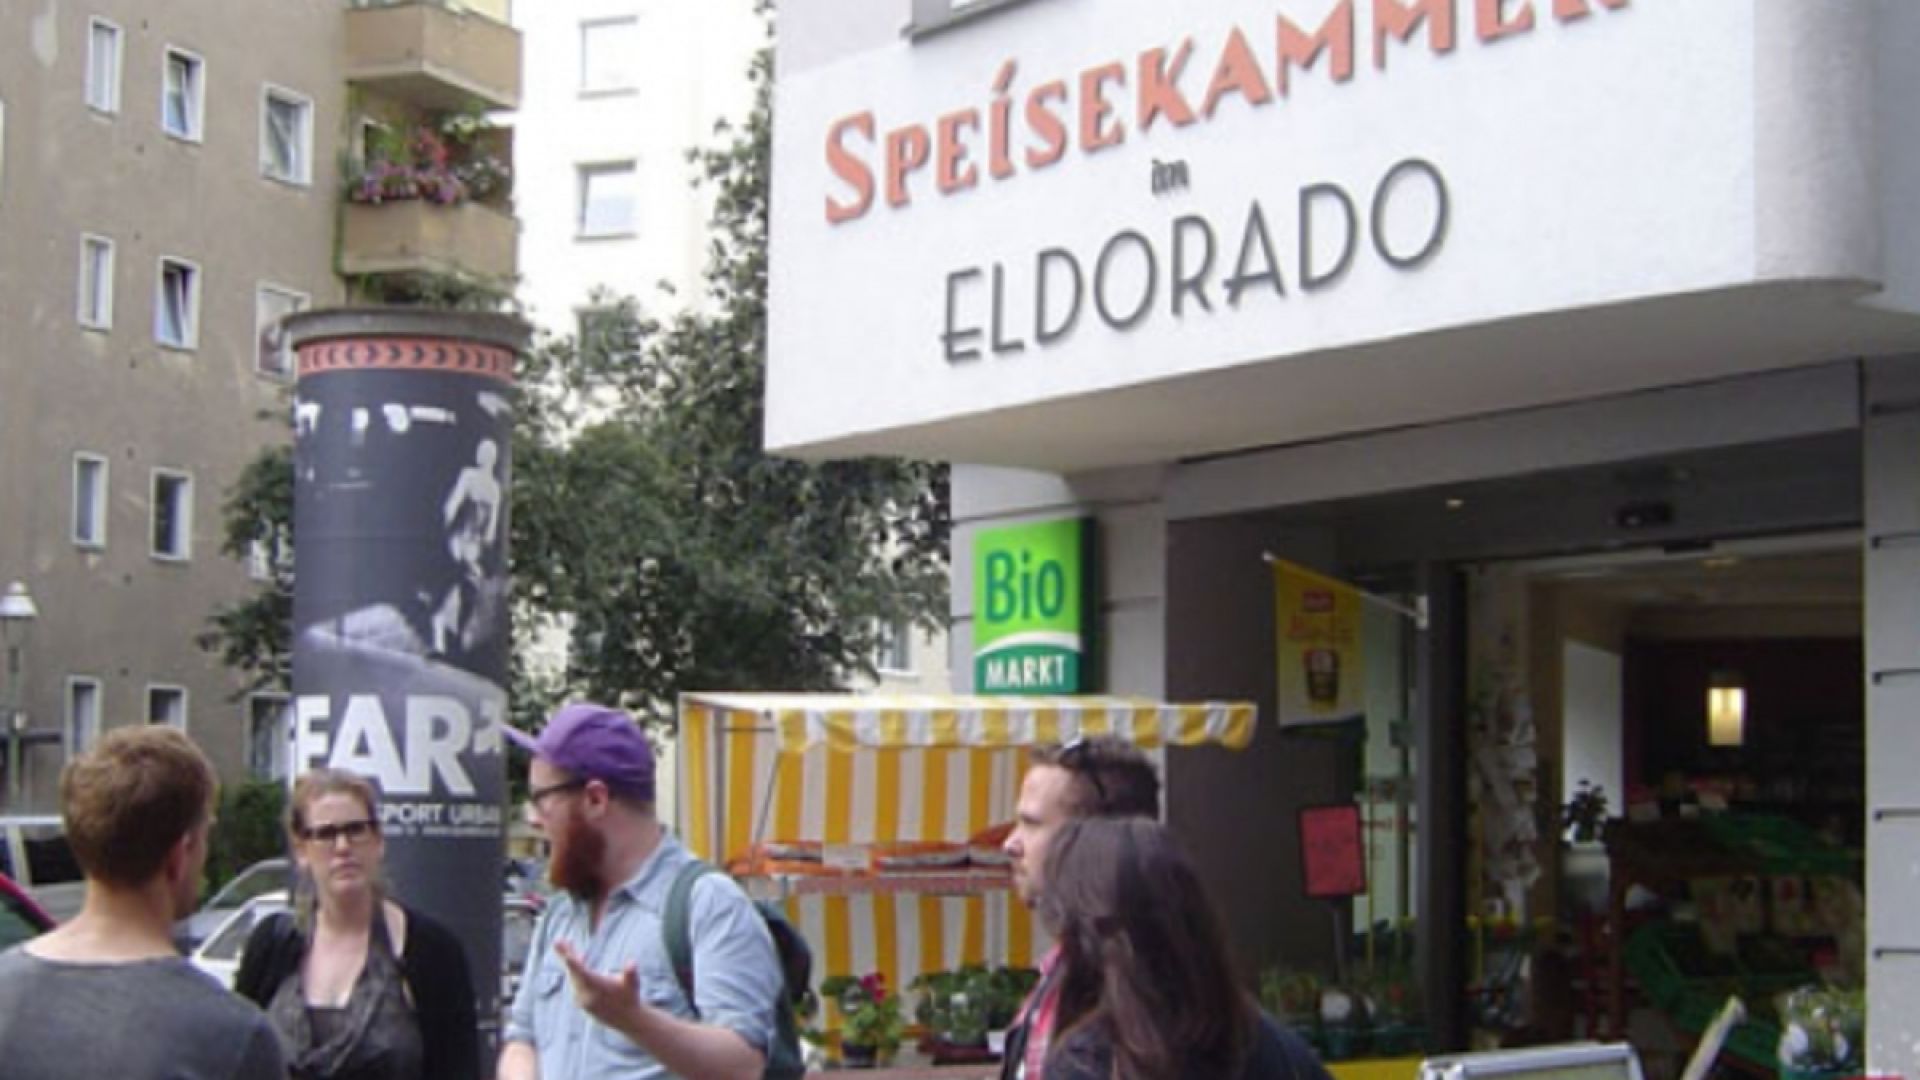 SPEÍSEKAMMER
im
ELDORADO
Bio
MARKT
FAR
SPORT URBAN